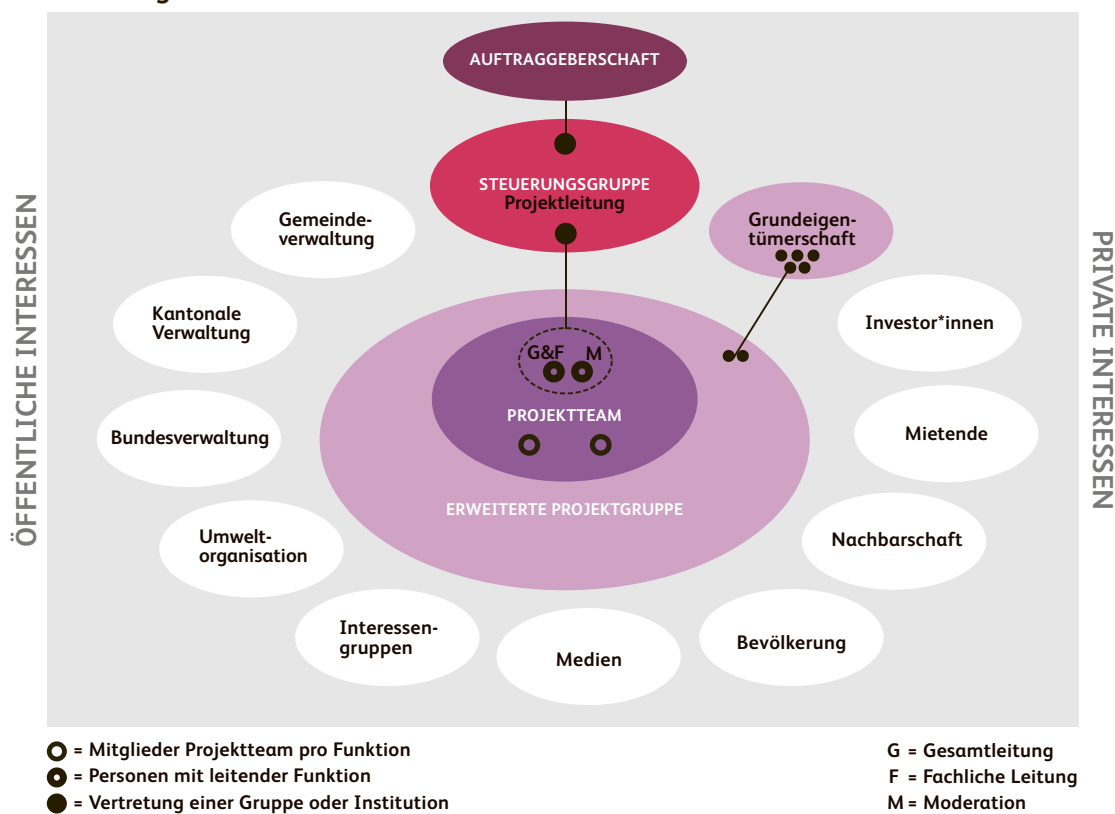 AUFTRAGGEBERSCHAFT
STEUERUNGSGRUPPE
Projektleitung
Gemeinde-
verwaltung
Grundeigen-
tümerschaft
ÖFFENTLICHE INTERESSEN
PRIVATE INTERESSEN
Kantonale
Verwaltung
Investor*innen
G&F M
PROJEKTTEAM
Bundesverwaltung
Mietende
ERWEITERTE PROJEKTGRUPPE
Umwelt-
organisation
Nachbarschaft
Interessen-
gruppen
Medien
Bevölkerung
= Mitglieder Projektteam pro Funktion
= Personen mit leitender Funktion
= Vertretung einer Gruppe oder Institution
G = Gesamtleitung
F = Fachliche Leitung
M = Moderation